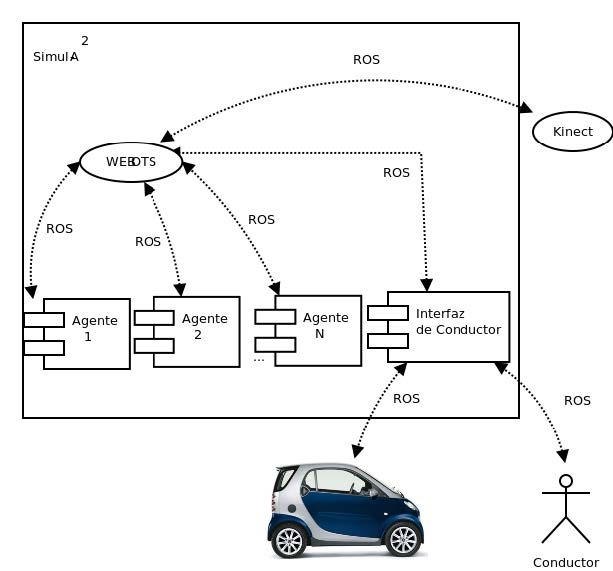 2
SimulA
ROS
Kinect
WEBOTS
ROS
ROS
ROS
ROS
Agente
1
Agente
2
Agente
N
...
Interfaz
de Conductor
ROS
ROS
Conductor